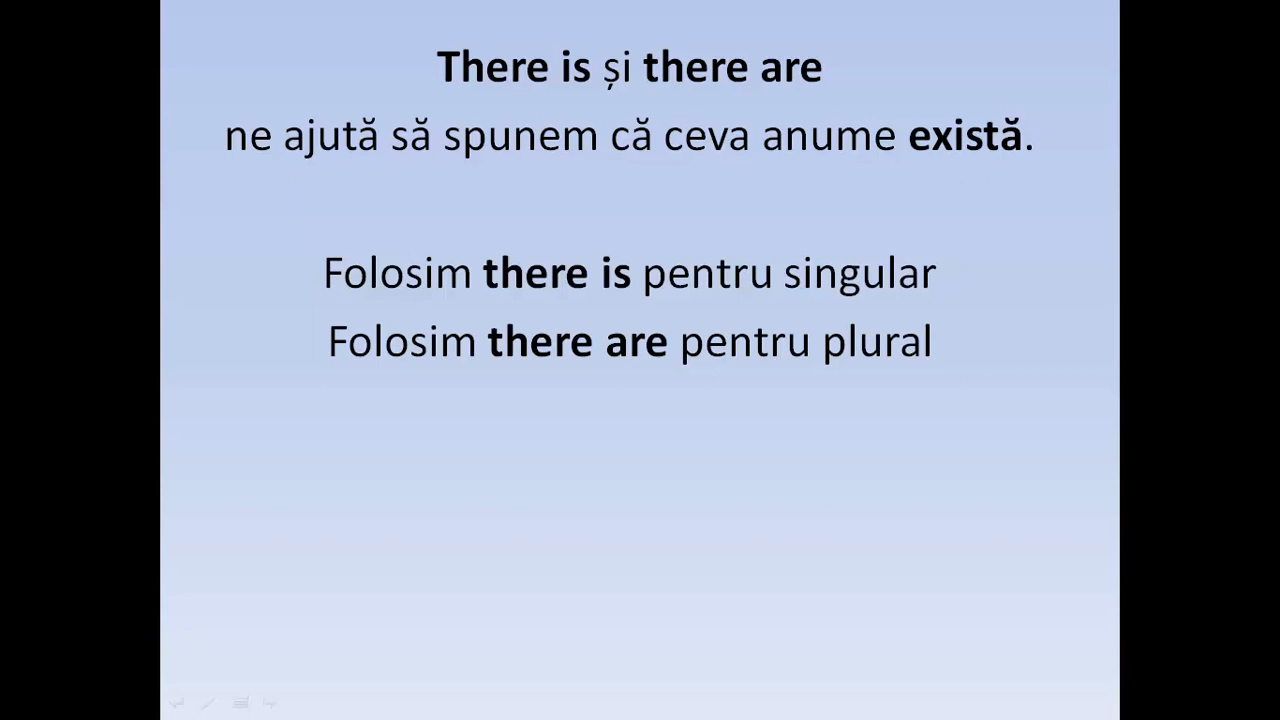 There is și there are
ne ajută să spunem că ceva anume există.
Folosim there is pentru singular
Folosim there are pentru plural